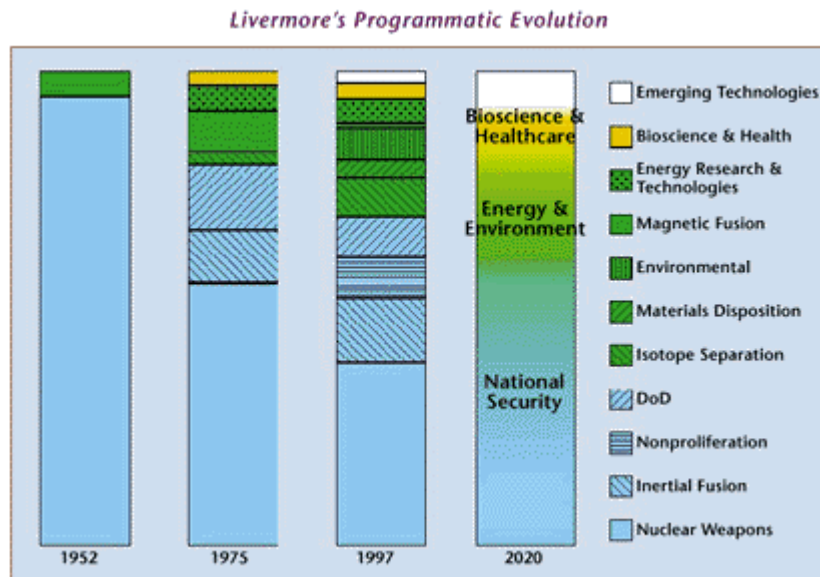 Livermore's Programmatic Evolution
Bioscience &
Healthcare
Energy &
Environment
National
Security
Emerging Technologies
Bioscience & Health
Energy Research &
Technologies
Magnetic Fusion
Environmental
Materials Disposition
Isotope Separation
DoD
Nonproliferation
Inertial Fusion
Nuclear Weapons
1952
1975
1997
2020